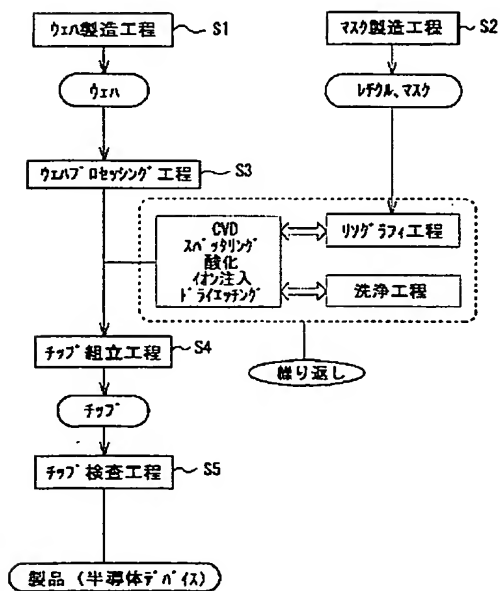 ウェハ製造工程 S1
マスク製造工程 S2
ウェハ
レチクル、マスク
ウェハプロセッシング工程 S3
CVD
スパッタリング
酸化
イオン注入
ドライエッチング
リソグラフィ工程
洗浄工程
チップ組立工程 S4
繰り返し
チップ
チップ検査工程 S5
製品 (半導体デバイス)